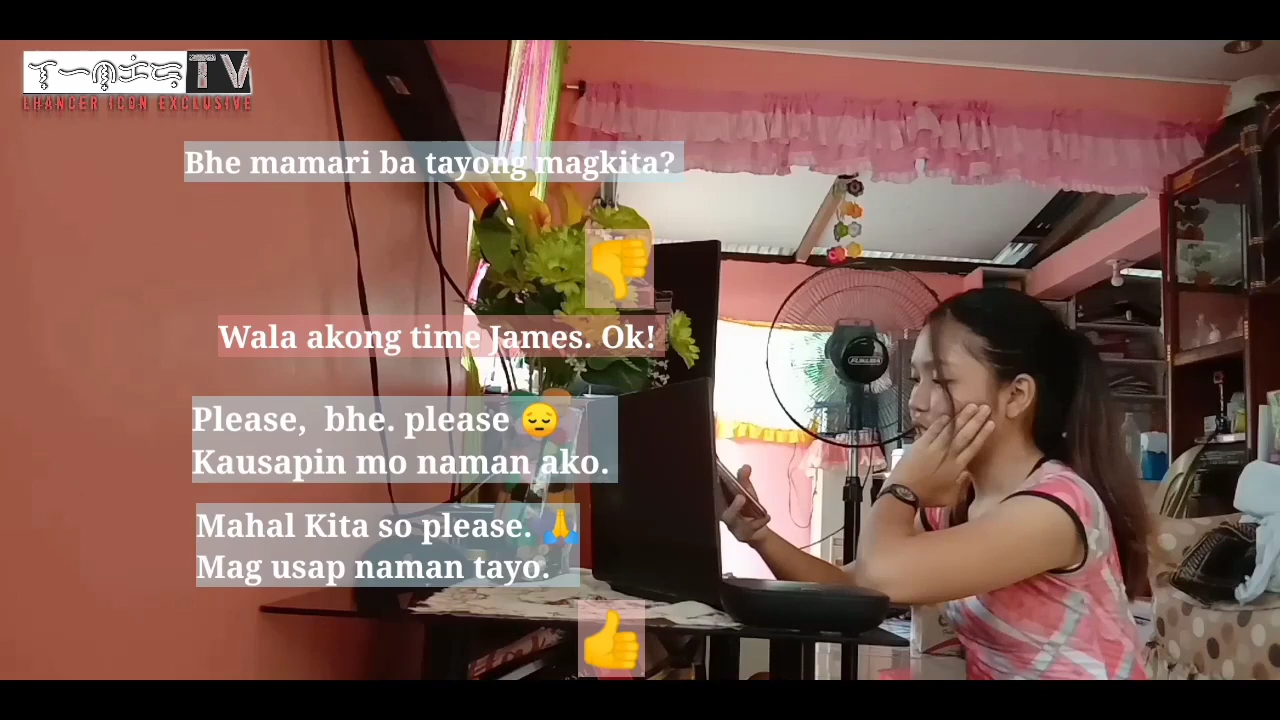 TV
LHANDER ICON EXCLUSIVE
Bhe mamari ba tayong magkita?
👎
Wala akong time James. Ok!
Please, bhe. please 😔
Kausapin mo naman ako.
Mahal Kita so please. 🙏
Mag usap naman tayo.
👍